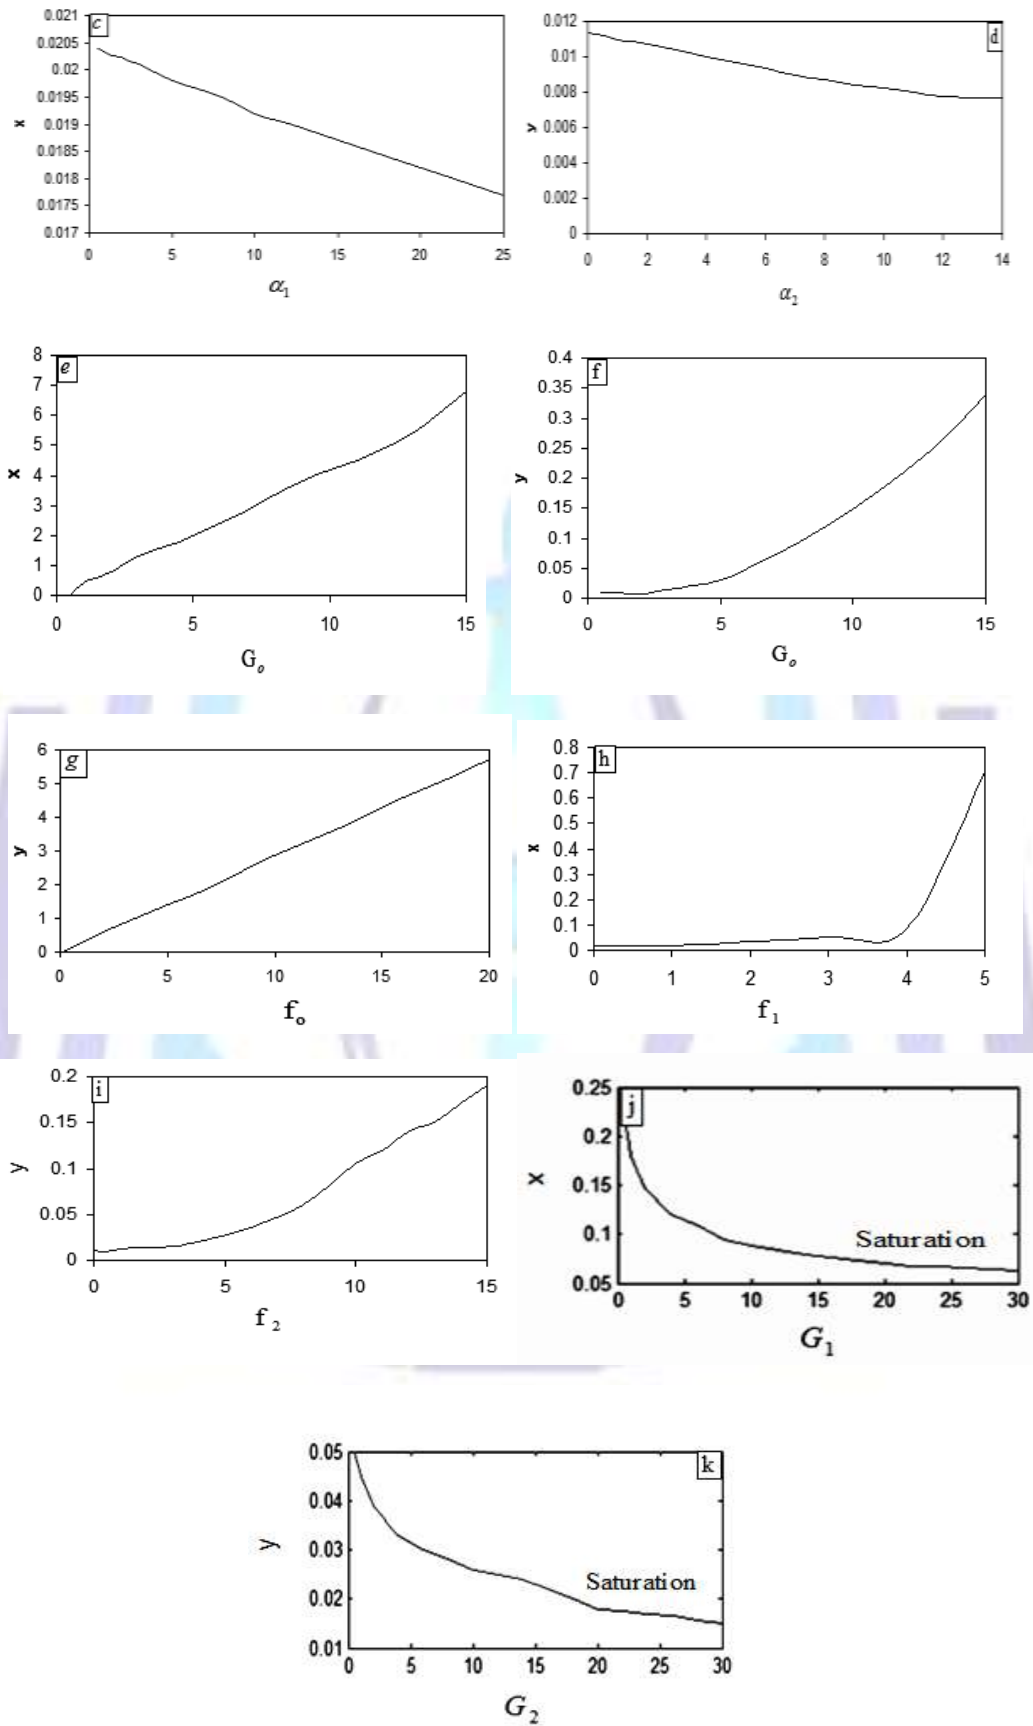 c
0.021
0.0205
0.02
0.0195
0.019
0.0185
0.018
0.0175
0.017
x
0 5 10 15 20 25
α₁
d
0.012
0.01
0.008
0.006
0.004
0.002
0
y
0 2 4 6 8 10 12 14
α₂
e
8
7
6
5
4
3
2
1
0
x
0 5 10 15
Gₒ
f
0.4
0.35
0.3
0.25
0.2
0.15
0.1
0.05
0
y
0 5 10 15
Gₒ
g
6
5
4
3
2
1
0
y
0 5 10 15 20
fₒ
h
0.8
0.7
0.6
0.5
0.4
0.3
0.2
0.1
0
x
0 1 2 3 4 5
f₁
i
0.2
0.15
0.1
0.05
0
y
0 5 10 15
f₂
j
0.25
0.2
0.15
0.1
0.05
x
Saturation
0 5 10 15 20 25 30
G₁
k
0.05
0.04
0.03
0.02
0.01
y
Saturation
0 5 10 15 20 25 30
G₂